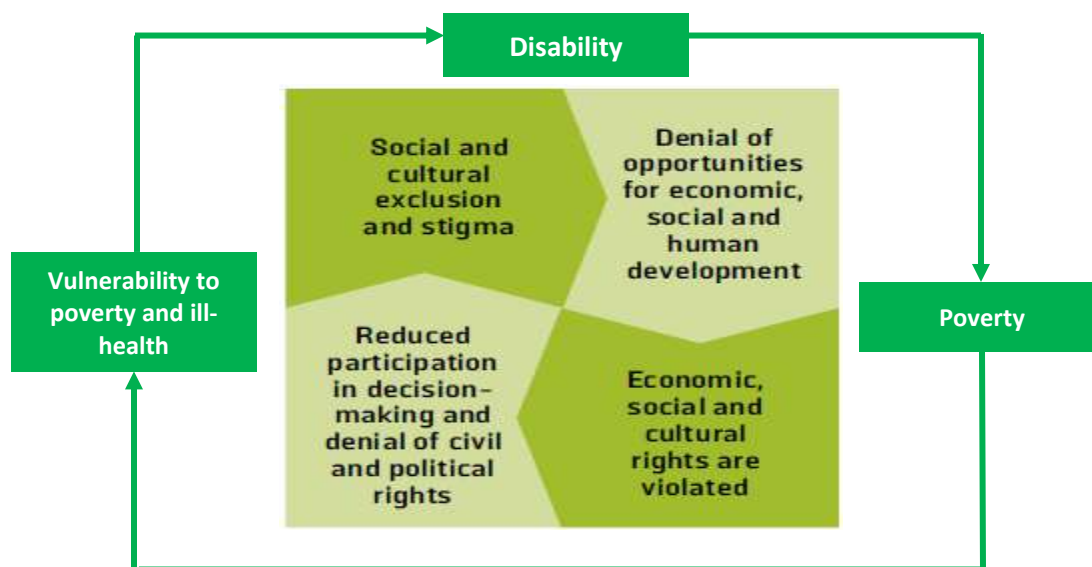 Disability
Social and
cultural
exclusion
and stigma
Denial of
opportunities
for economic,
social and
human
development
Vulnerability to
poverty and ill-
health
Poverty
Reduced
participation
in decision-
making and
denial of civil
and political
rights
Economic,
social and
cultural
rights are
violated